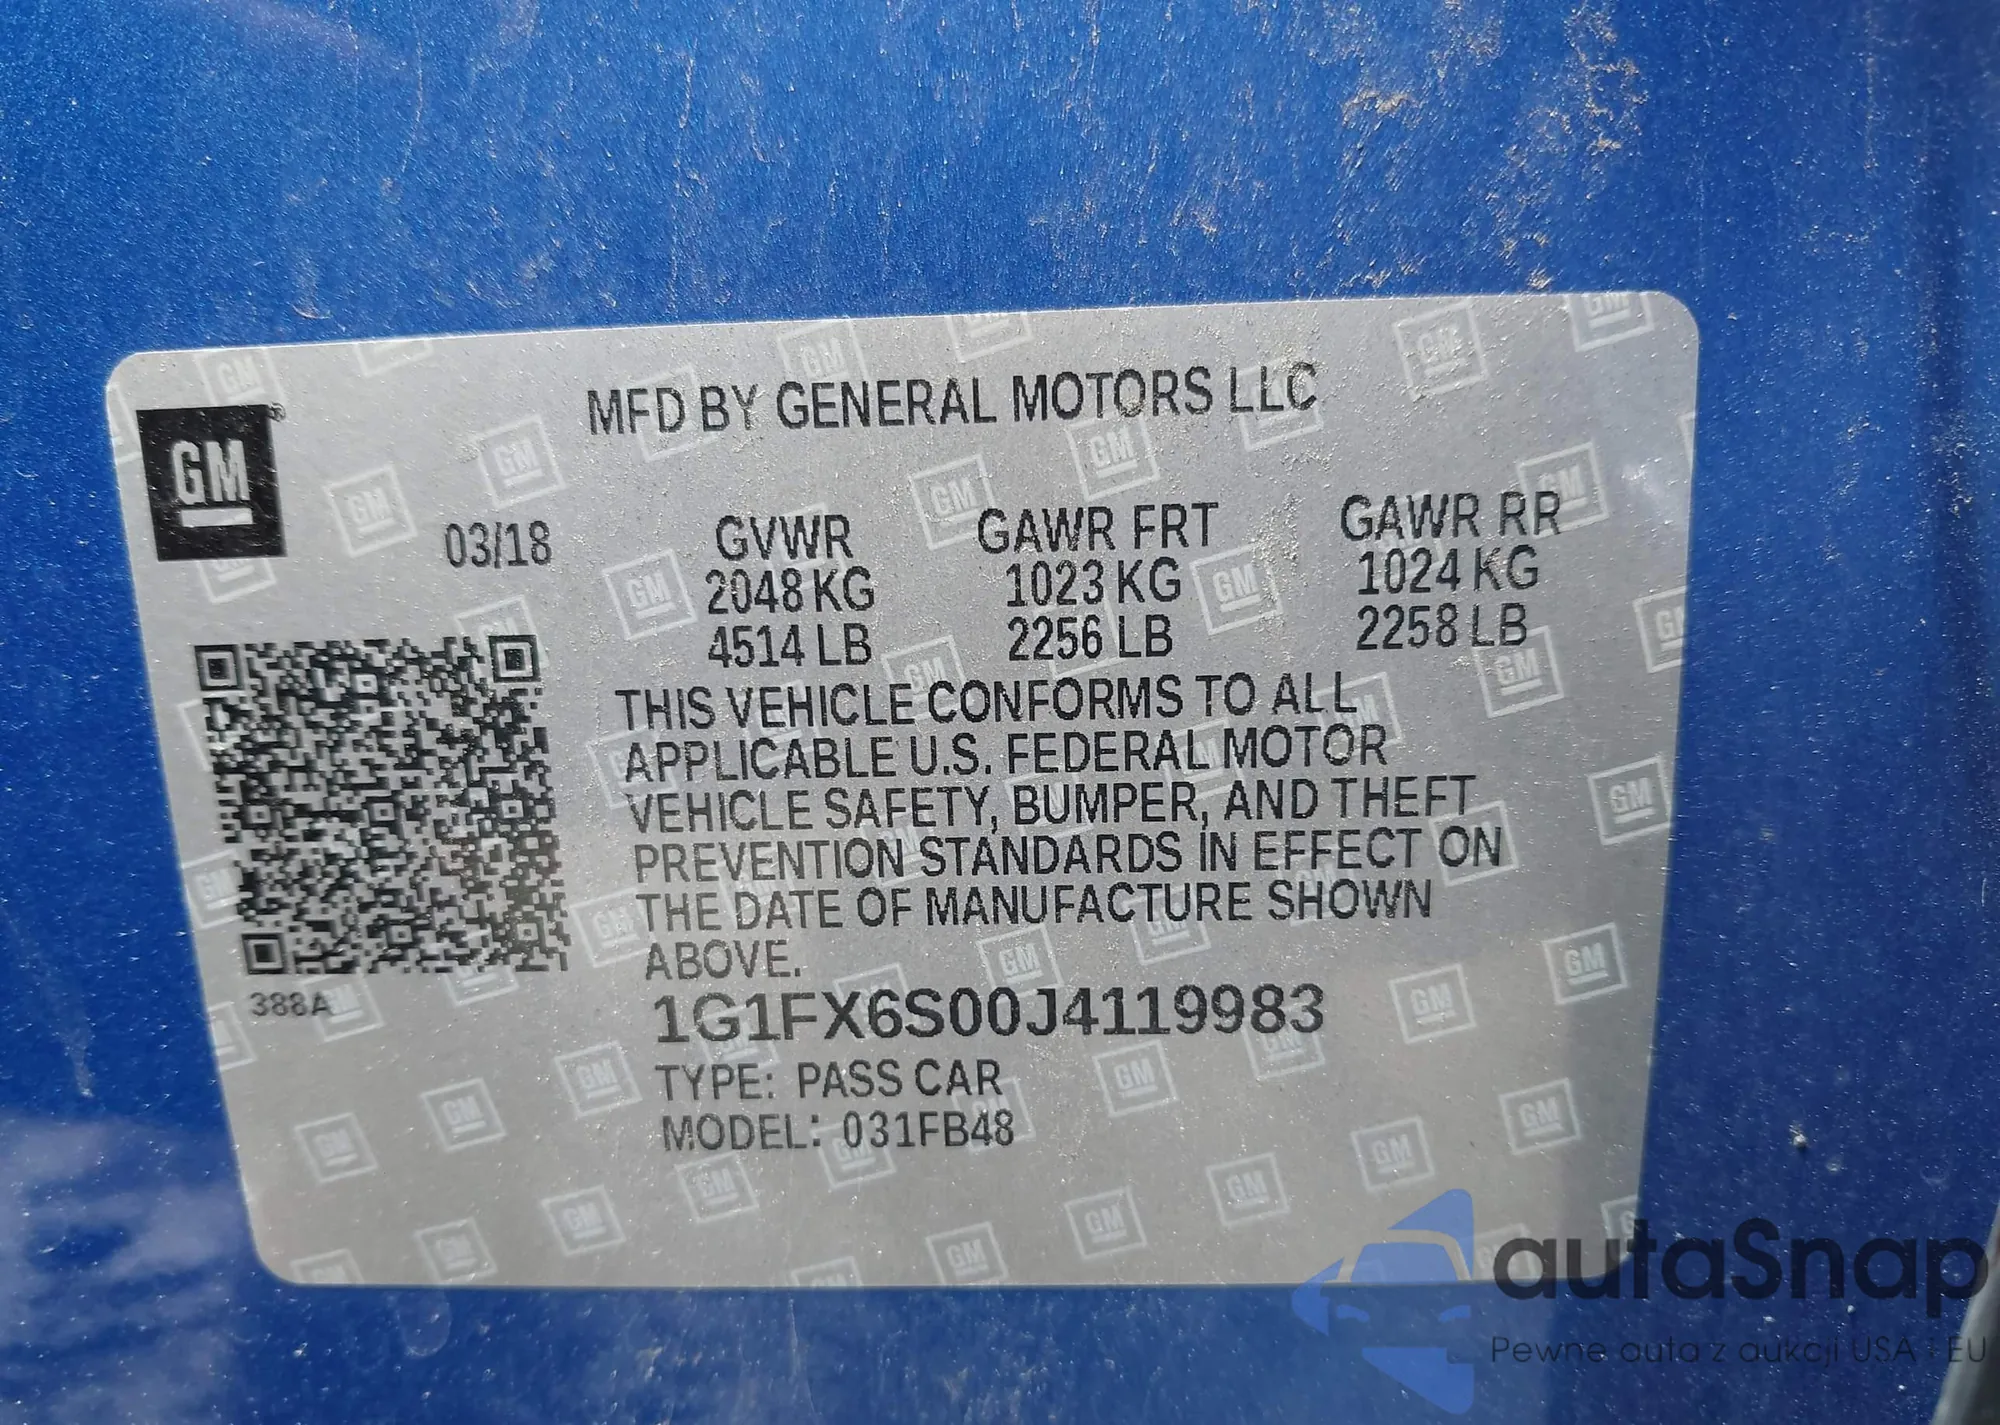 MFD BY GENERAL MOTORS LLC
GM
03/18
GVWR GAWR FRT GAWR RR
2048 KG 1023 KG 1024 KG
4514 LB 2256 LB 2258 LB
THIS VEHICLE CONFORMS TO ALL
APPLICABLE U.S. FEDERAL MOTOR
VEHICLE SAFETY, BUMPER, AND THEFT
PREVENTION STANDARDS IN EFFECT ON
THE DATE OF MANUFACTURE SHOWN
ABOVE.
388A
1G1FX6S00J4119983
TYPE: PASS CAR
MODEL: 031FB48
autaSnap
Pewne auta z aukcji USA i EU